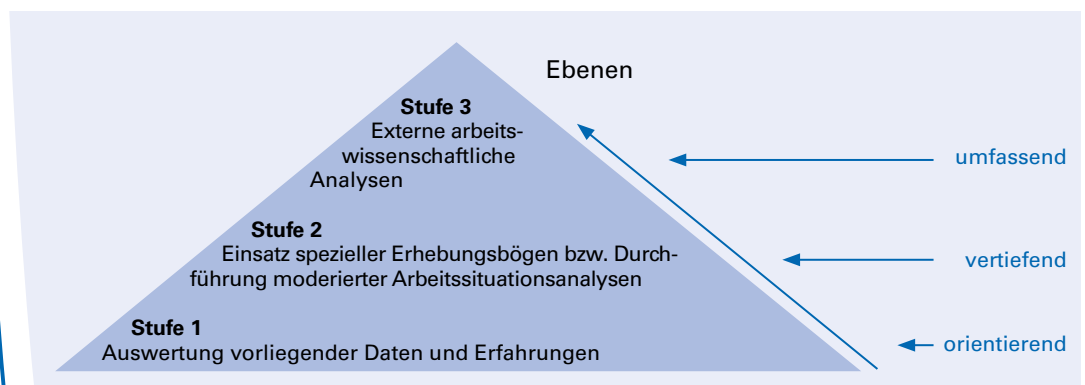 Ebenen
Stufe 3
Externe arbeits-
wissenschaftliche
Analysen
umfassend
Stufe 2
Einsatz spezieller Erhebungsbögen bzw. Durch-
führung moderierter Arbeitssituationsanalysen
vertiefend
Stufe 1
Auswertung vorliegender Daten und Erfahrungen
orientierend